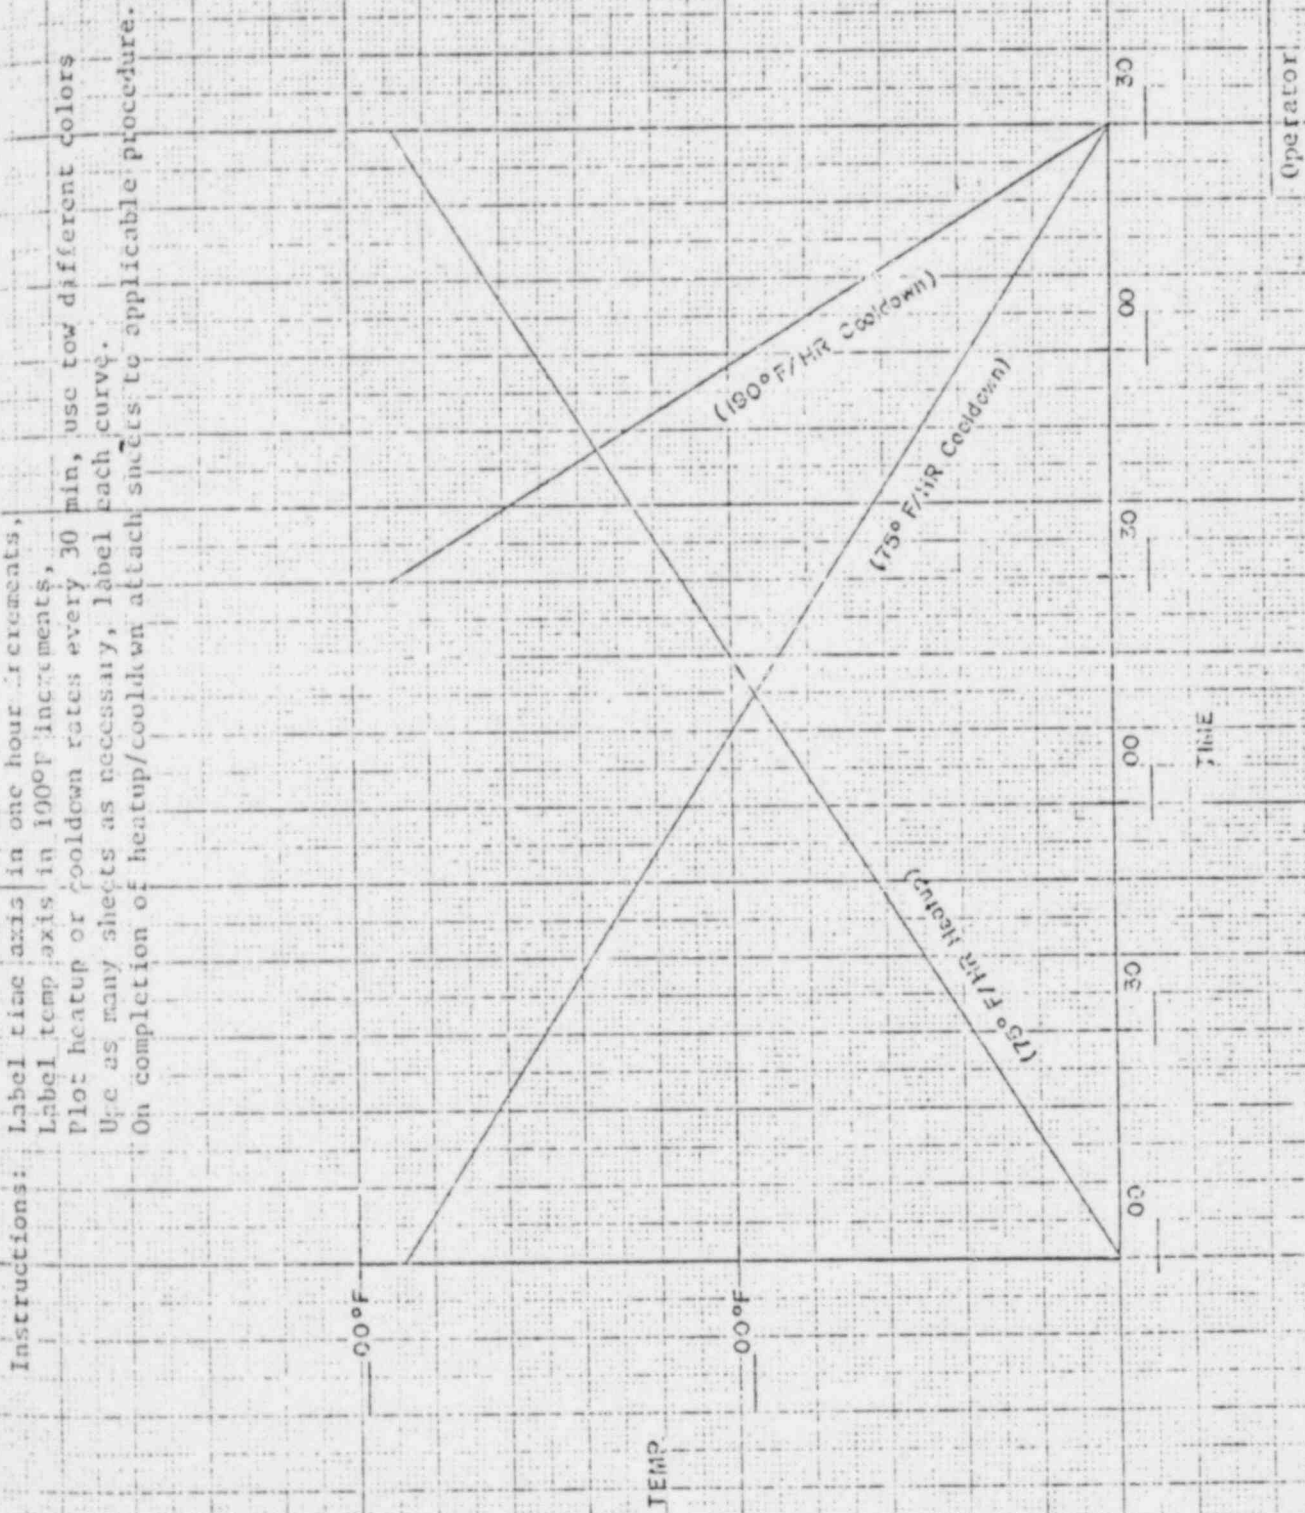 Instructions: Label time axis in one hour increments,
Label temp axis in 100°F increments,
Plot heatup or cooldown rates every 30 min, use tow different colors
Use as many sheets as necessary, label each curve.
On completion of heatup/cooldown attach sheets to applicable procedure.
00°F
00°F
TEMP
(190°F/HR Cooldown)
(75°F/HR Cooldown)
(75°F/HR Heatup)
00
30
00
30
00
30
TIME
Operator